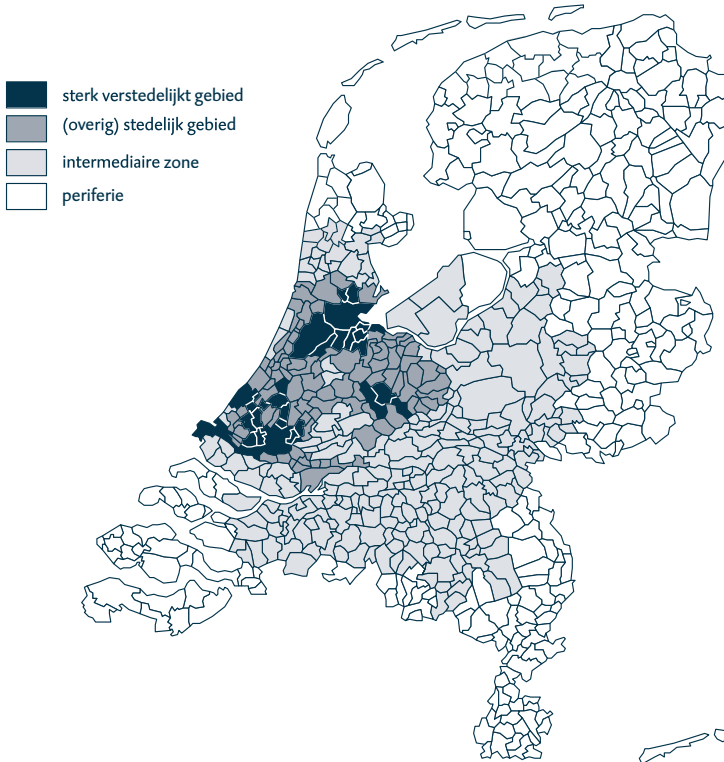 sterk verstedelijkt gebied
(overig) stedelijk gebied
intermediaire zone
periferie